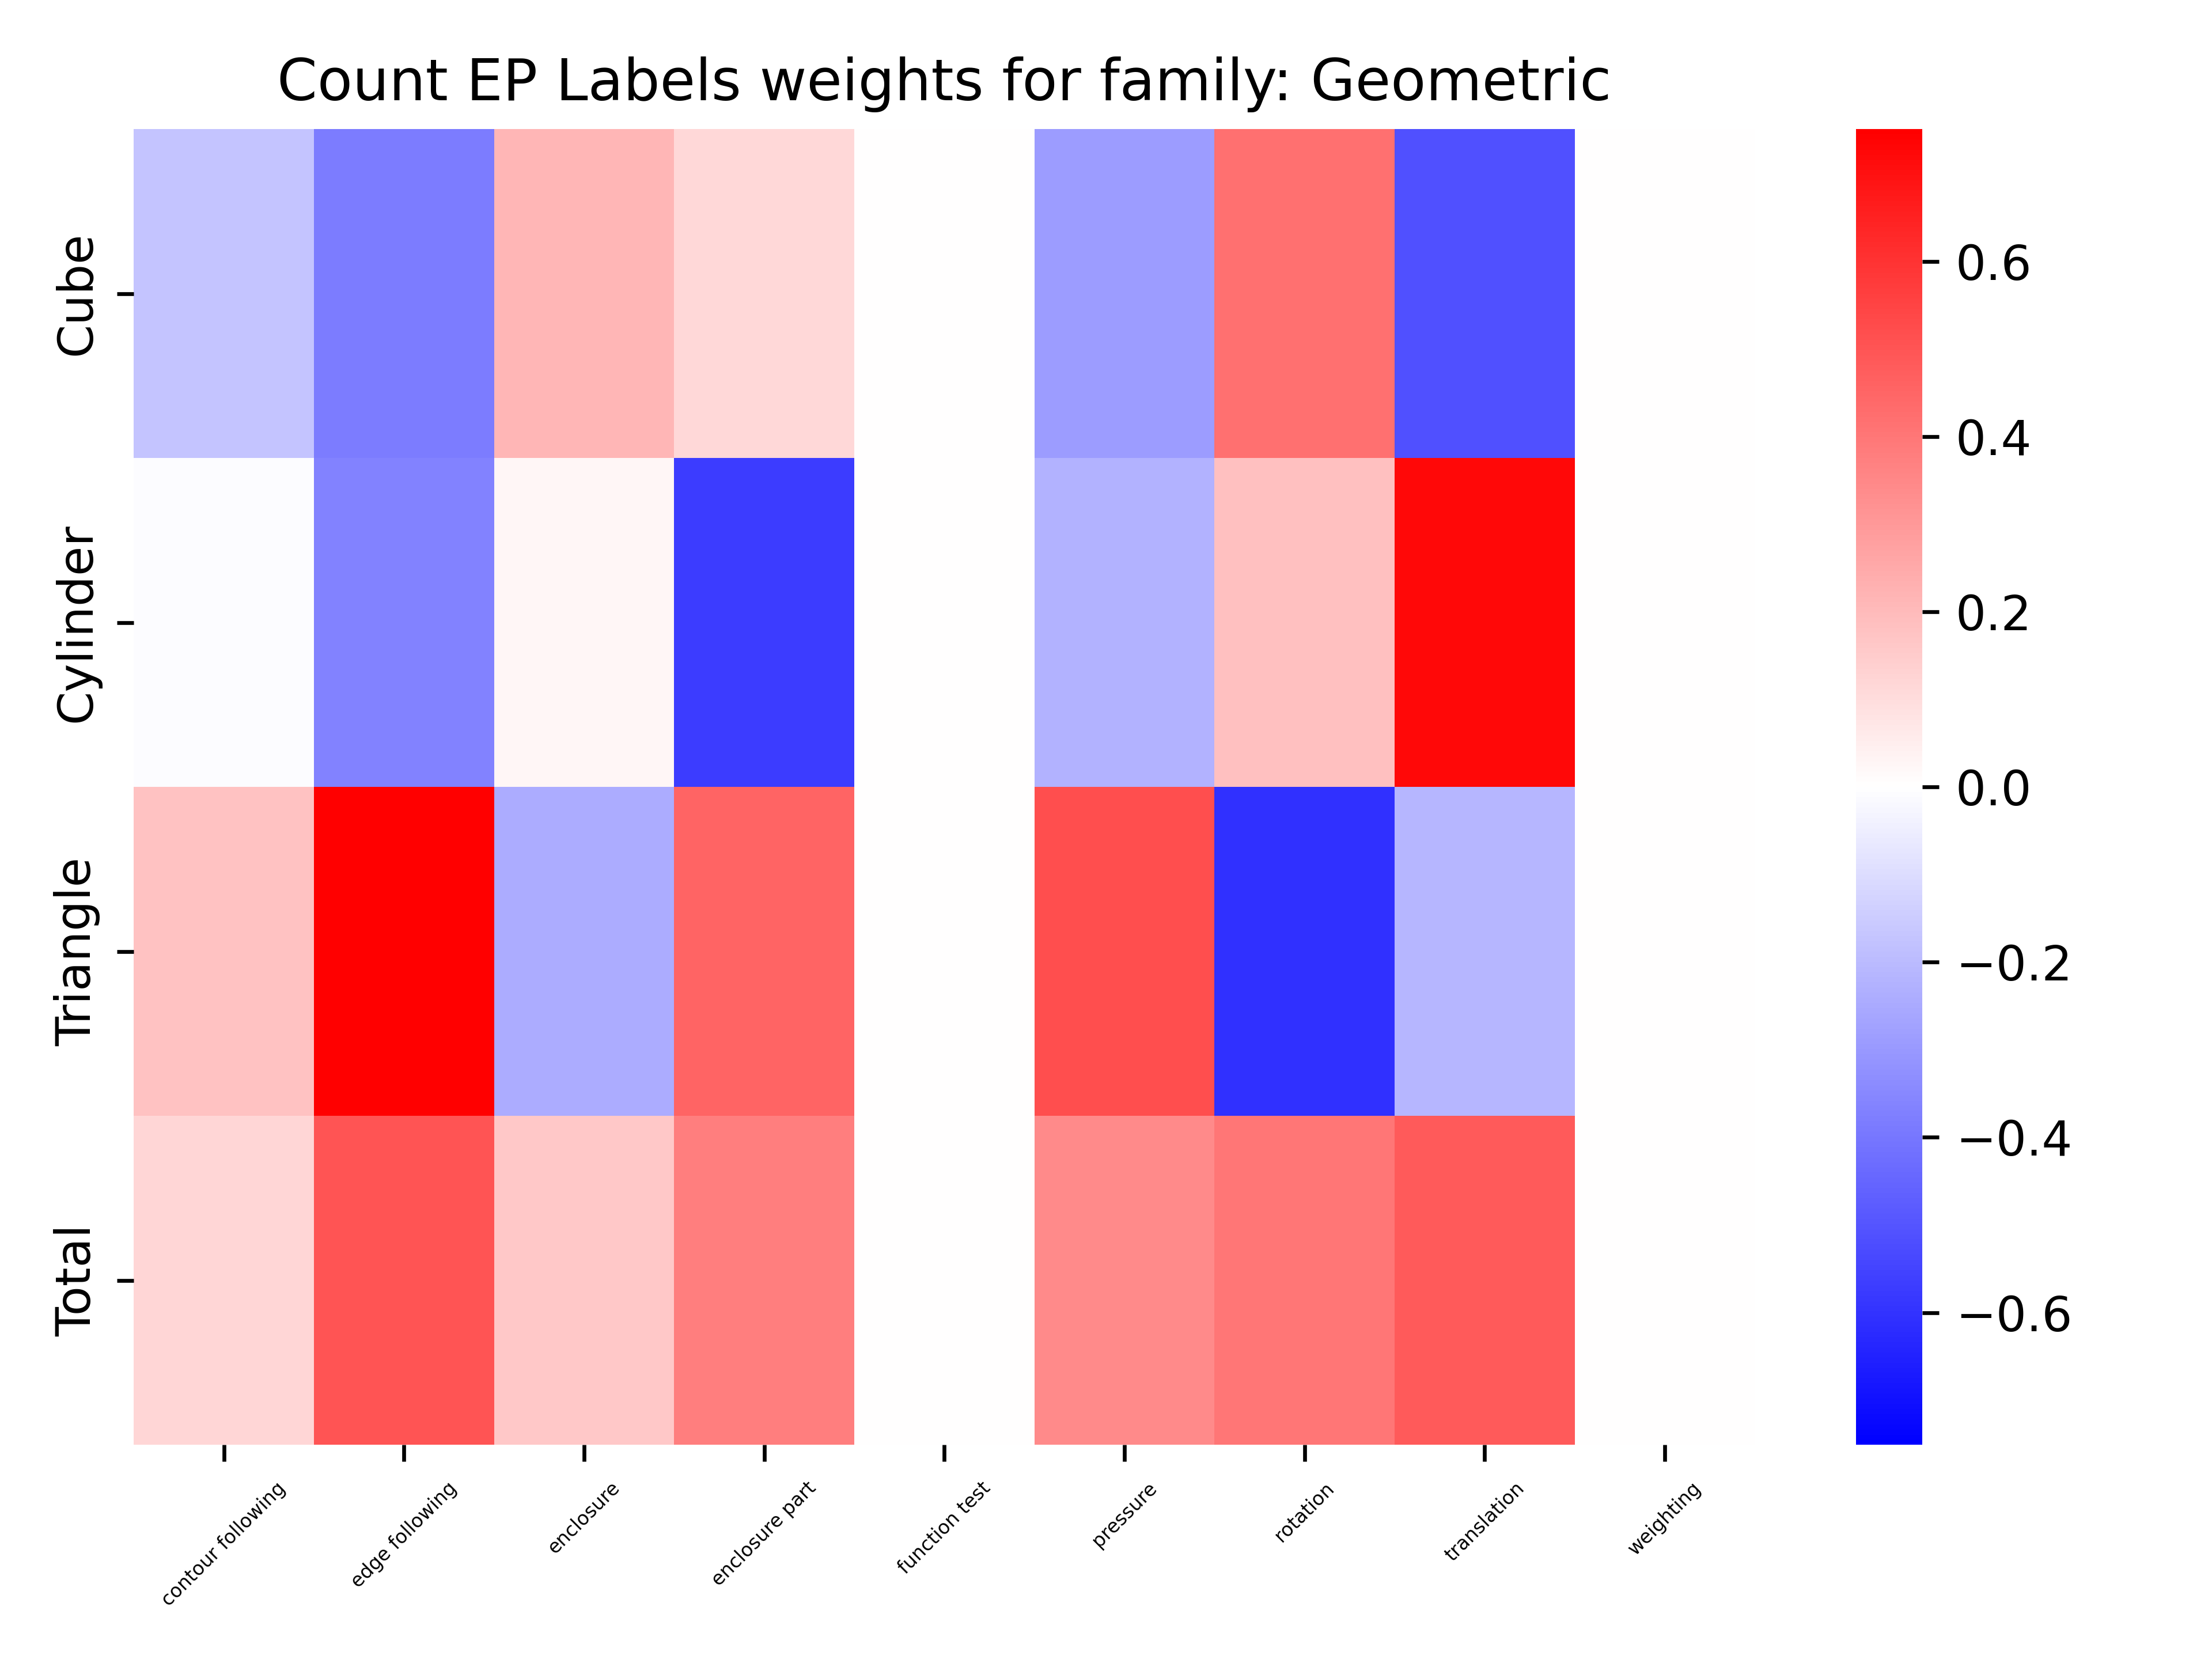 Count EP Labels weights for family: Geometric
Cube
Cylinder
Triangle
Total
contour following
edge following
enclosure
enclosure part
function test
pressure
rotation
translation
weighting
0.6
0.4
0.2
0.0
−0.2
−0.4
−0.6